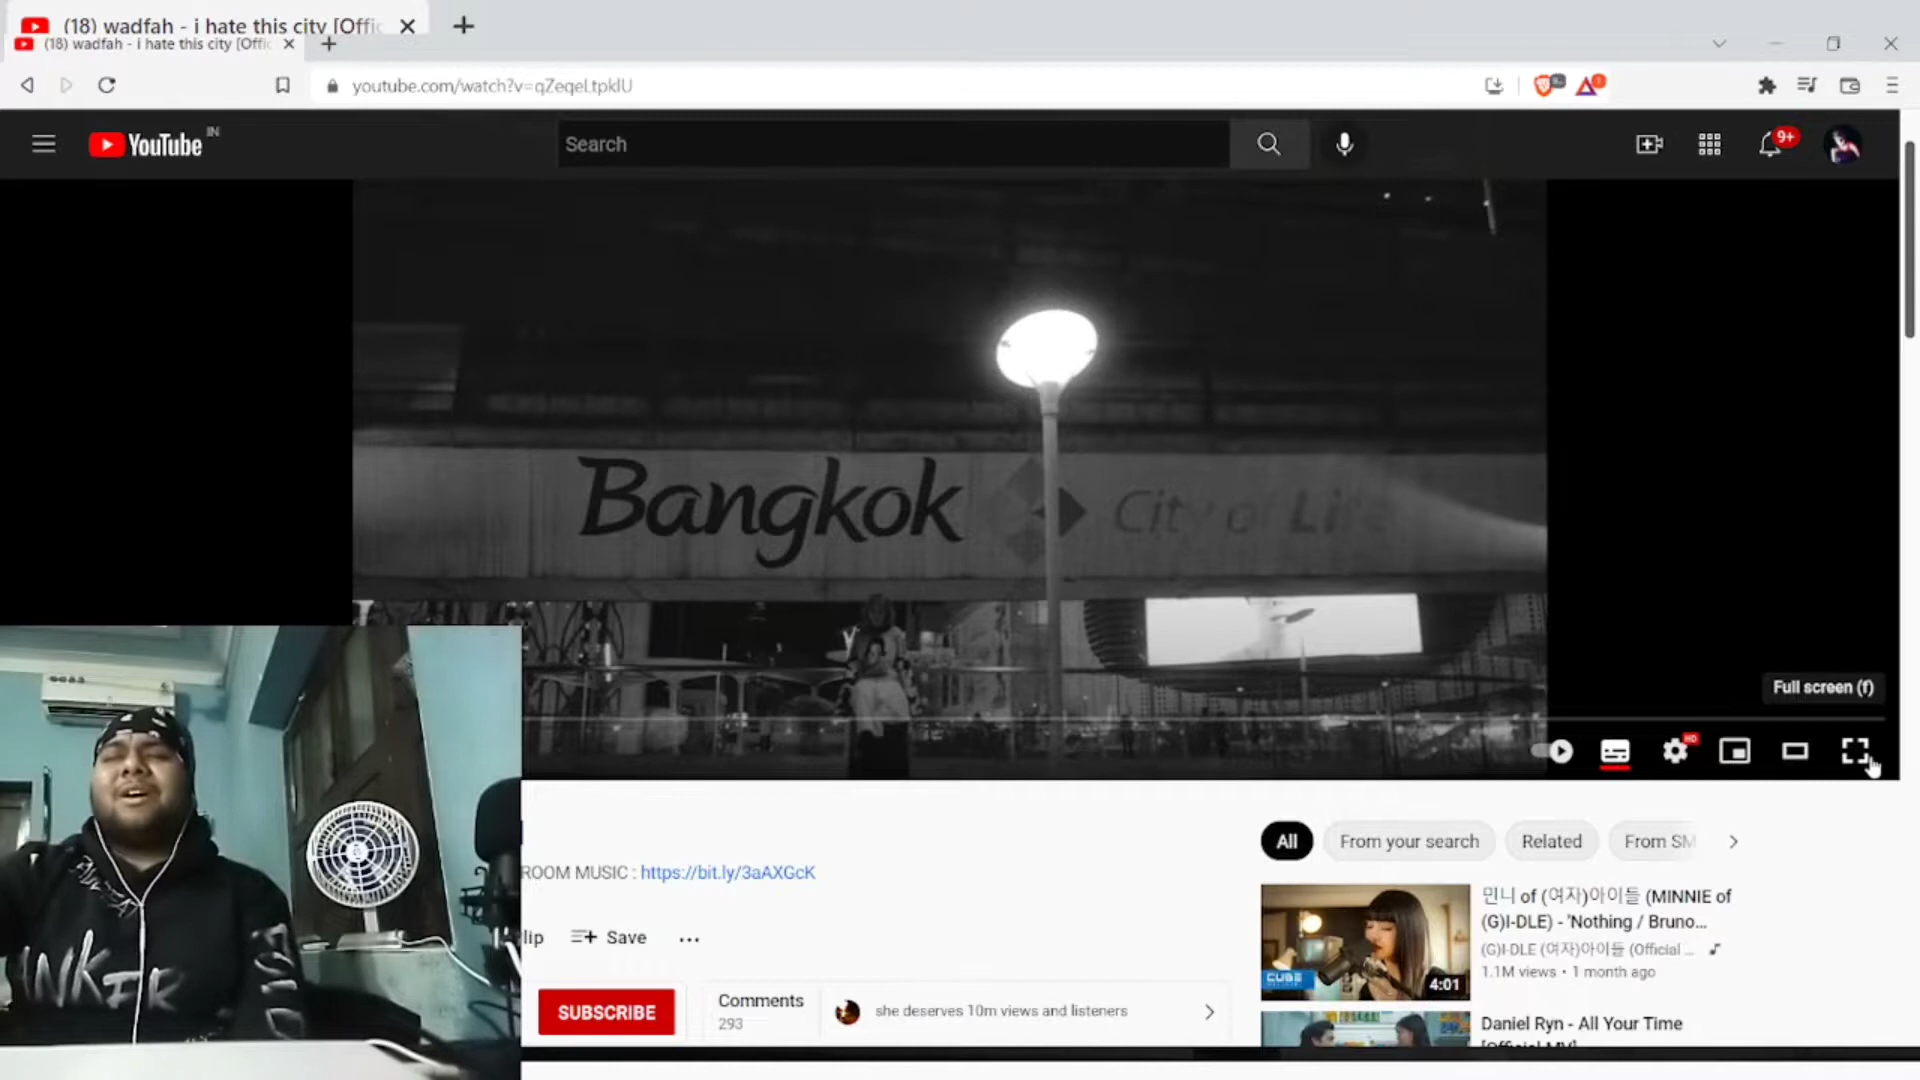 (18) wadfah - i hate this city [Offic
(18) wadfah - i hate this city [Offic
youtube.com/watch?v=qZeqeLtpklU
YouTube IN
Search
9+
Bangkok City of Life
Full screen (f)
HD
ROOM MUSIC : https://bit.ly/3aAXGcK
lip
Save
SUBSCRIBE
Comments
293
she deserves 10m views and listeners
All
From your search
Related
From SM
민니 of (여자)아이들 (MINNIE of
(G)I-DLE) - 'Nothing / Bruno...
(G)I-DLE (여자)아이들 (Official ...
1.1M views • 1 month ago
CUBE
4:01
Daniel Ryn - All Your Time
[Official MV]